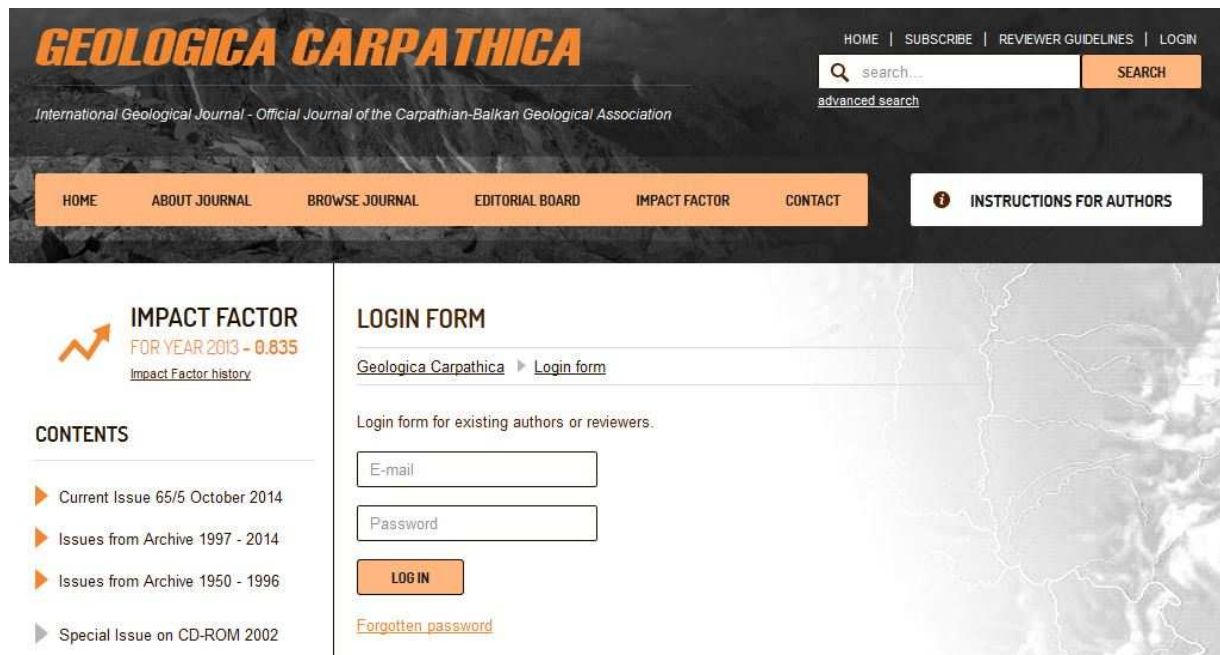 GEOLOGICA CARPATHICA
International Geological Journal - Official Journal of the Carpathian-Balkan Geological Association
HOME | SUBSCRIBE | REVIEWER GUIDELINES | LOGIN
search...
SEARCH
advanced search
HOME ABOUT JOURNAL BROWSE JOURNAL EDITORIAL BOARD IMPACT FACTOR CONTACT
INSTRUCTIONS FOR AUTHORS
IMPACT FACTOR
FOR YEAR 2013 - 0.835
Impact Factor history
CONTENTS
Current Issue 65/5 October 2014
Issues from Archive 1997 - 2014
Issues from Archive 1950 - 1996
Special Issue on CD-ROM 2002
LOGIN FORM
Geologica Carpathica Login form
Login form for existing authors or reviewers.
E-mail
Password
LOG IN
Forgotten password